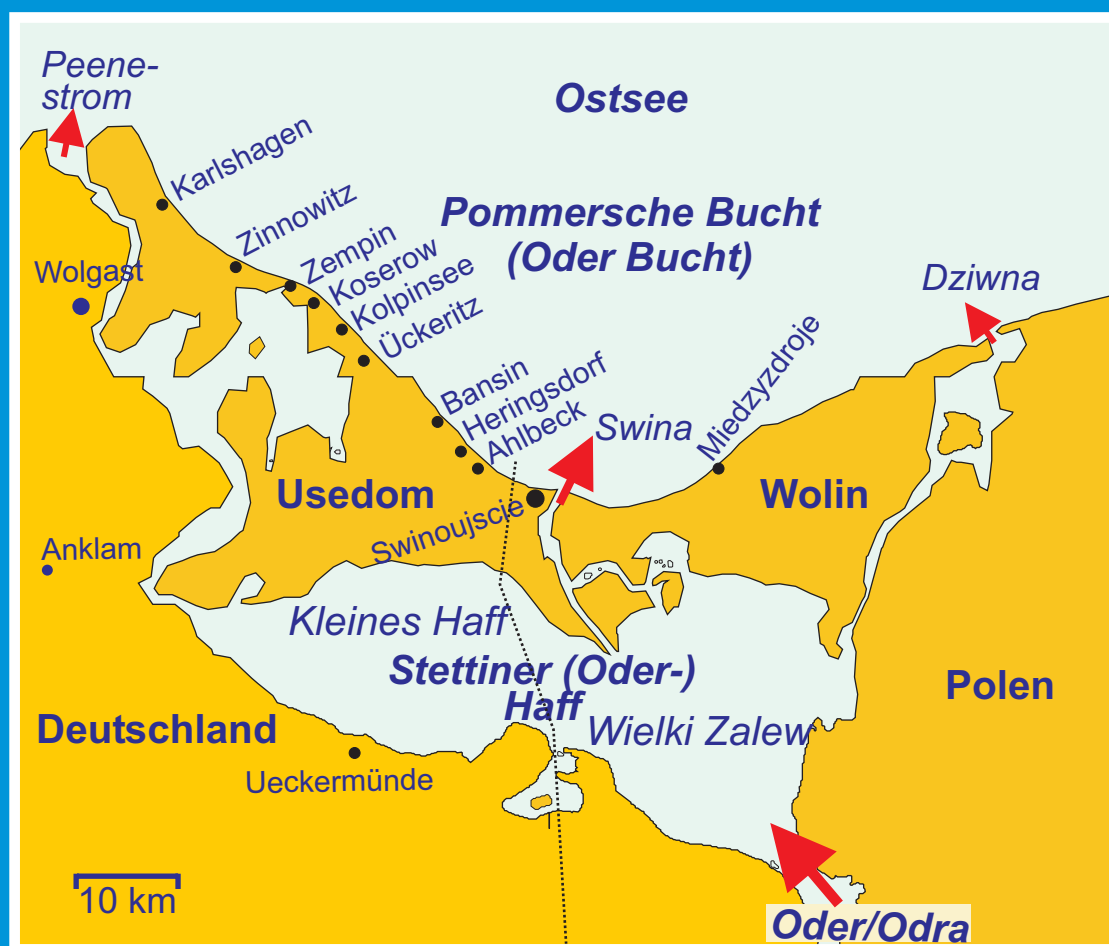 Peene-
strom
Ostsee
Karlshagen
Zinnowitz
Pommersche Bucht
(Oder Bucht)
Zempin
Koserow
Kolpinsee
Ückeritz
Wolgast
Dziwna
Bansin
Heringsdorf
Ahlbeck
Swina
Miedzyzdroje
Usedom
Wolin
Swinoujscie
Anklam
Kleines Haff
Stettiner (Oder-)
Haff
Polen
Deutschland
Wielki Zalew
Ueckermünde
10 km
Oder/Odra